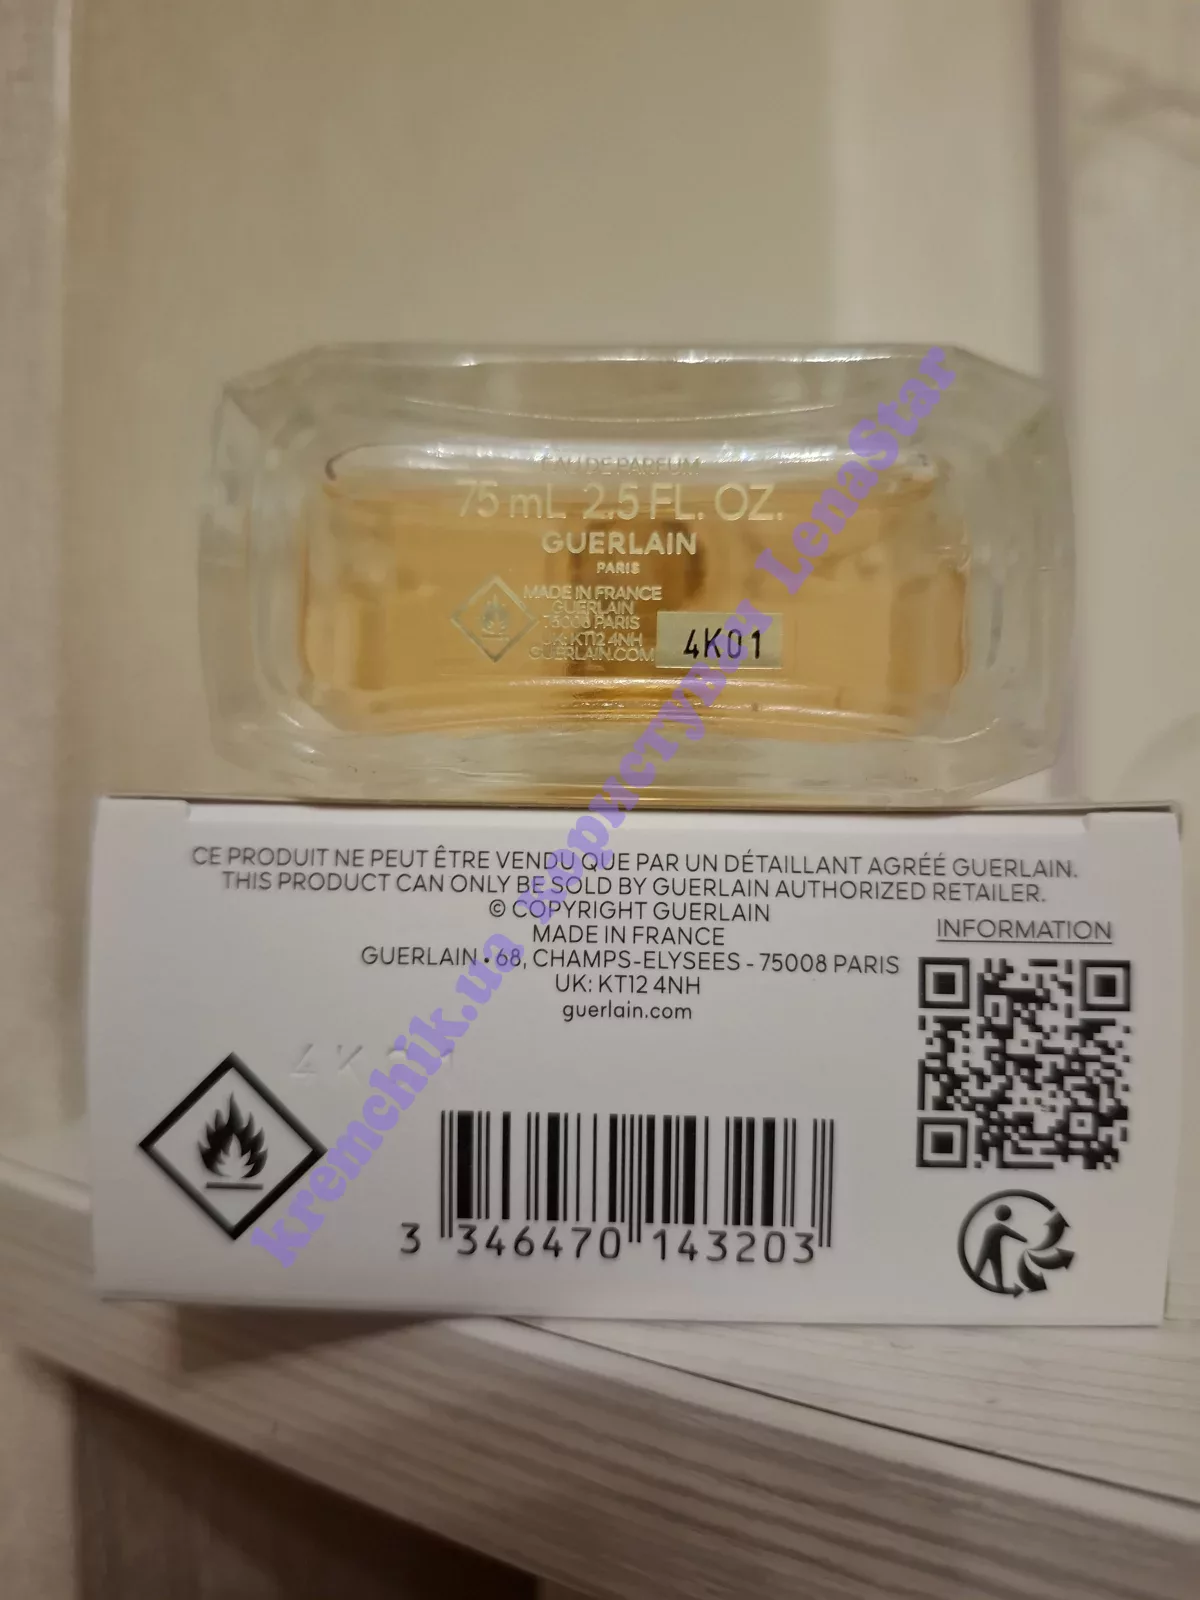 EAU DE PARFUM
75 mL 2.5 FL. OZ.
GUERLAIN
PARIS
MADE IN FRANCE
GUERLAIN
75008 PARIS
UK: KT12 4NH
GUERLAIN.COM
4K01
CE PRODUIT NE PEUT ÊTRE VENDU QUE PAR UN DÉTAILLANT AGRÉÉ GUERLAIN.
THIS PRODUCT CAN ONLY BE SOLD BY GUERLAIN AUTHORIZED RETAILER.
© COPYRIGHT GUERLAIN
MADE IN FRANCE
GUERLAIN • 68, CHAMPS-ELYSEES - 75008 PARIS
UK: KT12 4NH
guerlain.com
INFORMATION
4K01
3 346470 143203
kremchik.ua користувач LenaStar